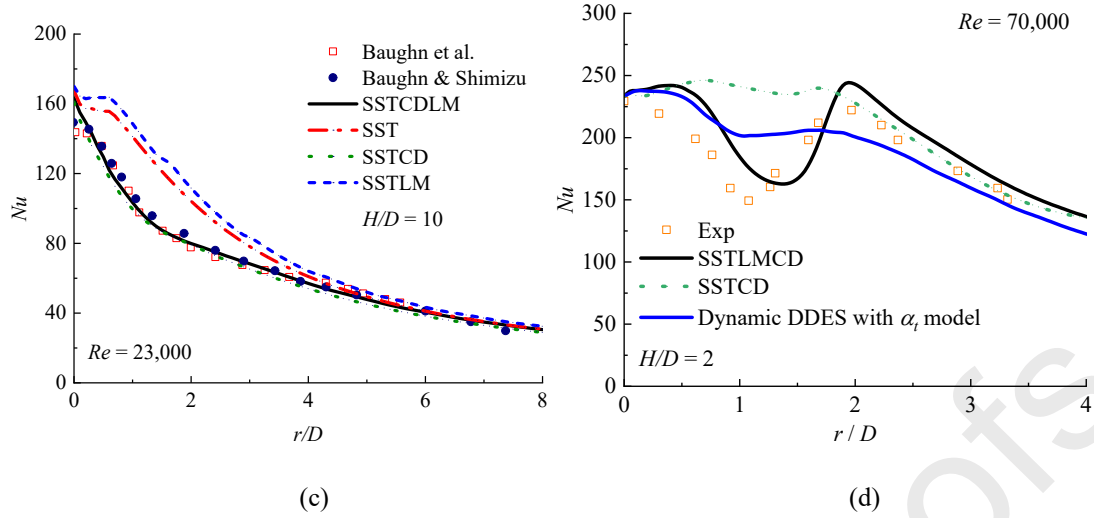 200
160
120
80
40
0
Nu
Baughn et al.
Baughn & Shimizu
SSTCDLM
SST
SSTCD
SSTLM
H/D = 10
Re = 23,000
0 2 4 6 8
r/D
(c)
300
250
200
150
100
50
0
Nu
Re = 70,000
Exp
SSTLMCD
SSTCD
Dynamic DDES with αt model
H/D = 2
0 1 2 3 4
r / D
(d)
ofs